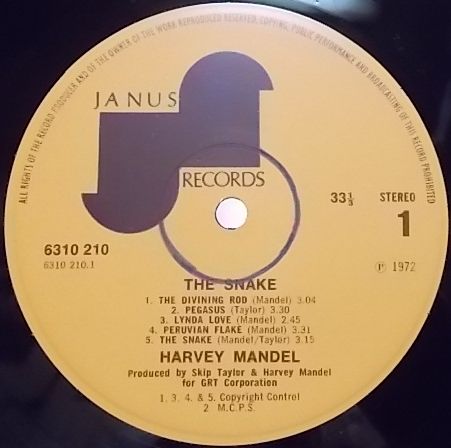 ALL RIGHTS OF THE RECORD PRODUCER AND OF THE OWNER OF THE WORK REPRODUCED RESERVED. COPYING, PUBLIC PERFORMANCE AND BROADCASTING OF THIS RECORD PROHIBITED
JANUS
RECORDS
33⅓ STEREO
1
6310 210
6310 210.1
Ⓟ 1972
THE SNAKE
1. THE DIVINING ROD (Mandel) 3.04
2. PEGASUS (Taylor) 3.30
3. LYNDA LOVE (Mandel) 2.45
4. PERUVIAN FLAKE (Mandel) 3.31
5. THE SNAKE (Mandel/Taylor) 3.15
HARVEY MANDEL
Produced by Skip Taylor & Harvey Mandel
for GRT Corporation
1. 3. 4. & 5. Copyright Control
2 M.C.P.S.